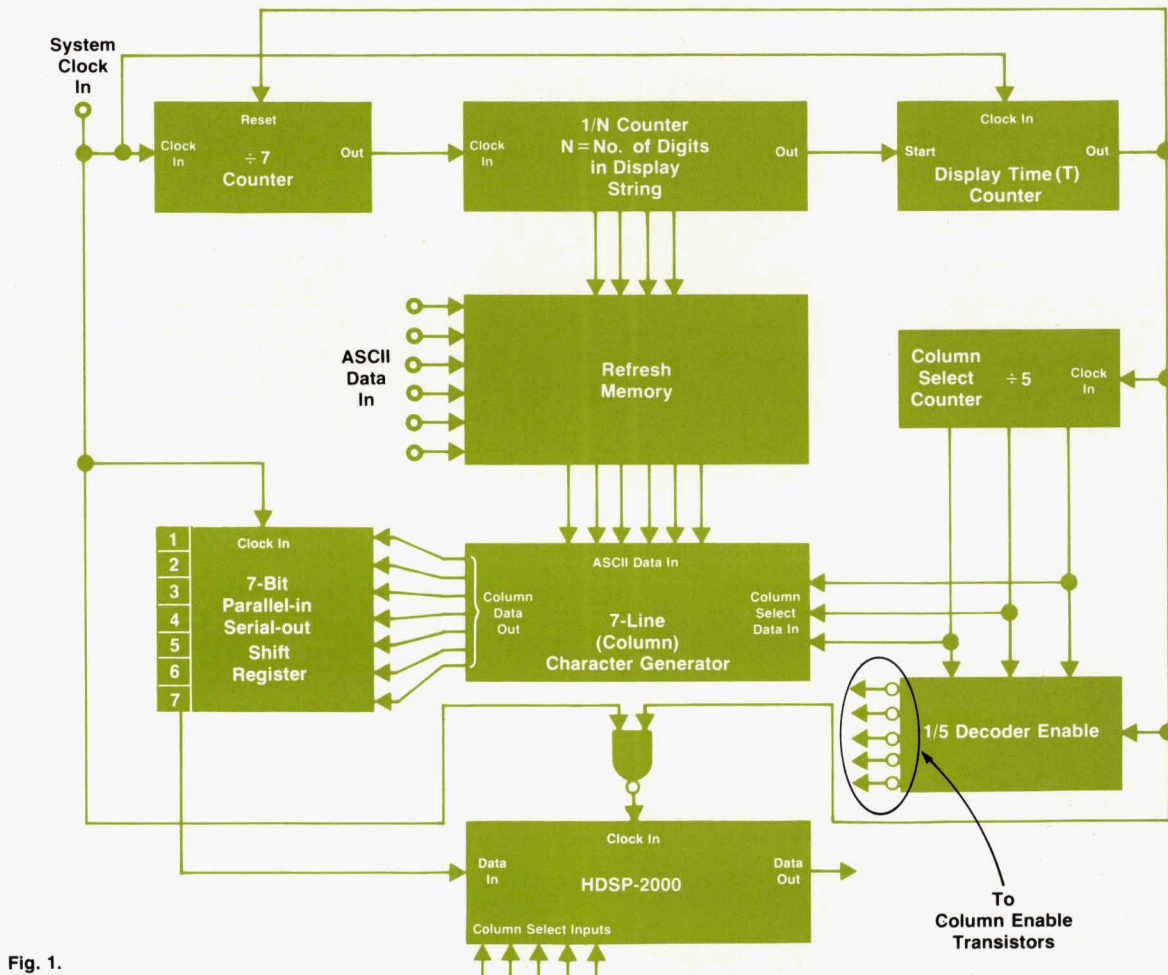 System
Clock
In
Reset
Clock
In
÷7
Counter
Out
1/N Counter
N = No. of Digits
in Display
String
Clock
In
Out
Clock In
Start
Out
Display Time (T)
Counter
ASCII
Data
In
Refresh
Memory
Column
Select
Counter
÷5
Clock
In
1
2
3
4
5
6
7
Clock In
7-Bit
Parallel-in
Serial-out
Shift
Register
ASCII Data In
Column
Data
Out
7-Line
(Column)
Character Generator
Column
Select
Data In
1/5 Decoder Enable
Clock In
Data
In
HDSP-2000
Data
Out
Column Select Inputs
To
Column Enable
Transistors
Fig. 1.